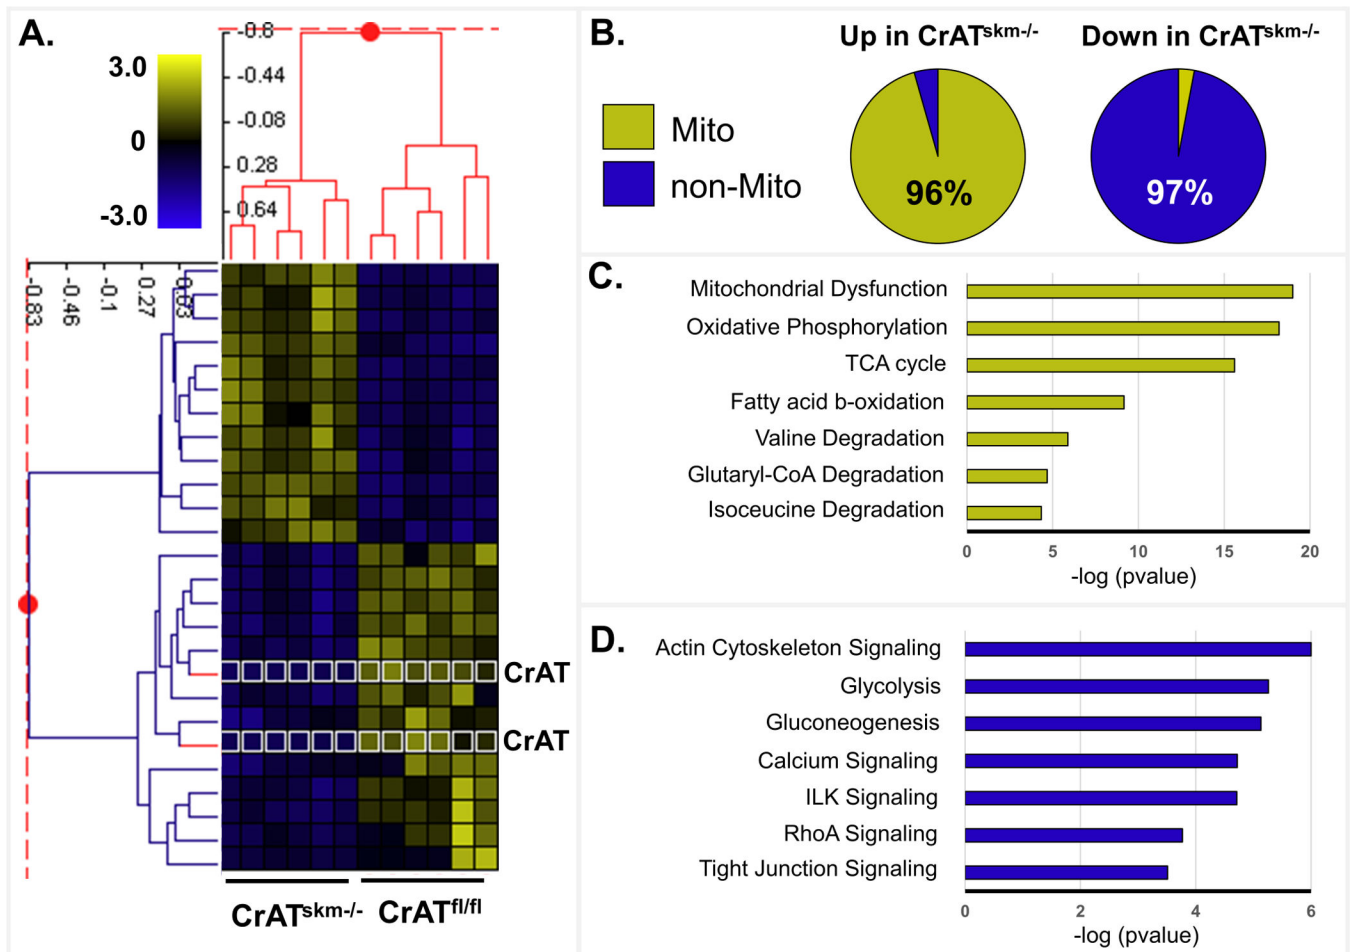 A.
3.0
0
-3.0
-0.8
-0.44
-0.08
0.28
0.64
-0.83
-0.46
-0.1
0.27
0.63
CrAT
CrAT
CrATskm-/-
CrATfl/fl
B.
Up in CrATskm-/-
Down in CrATskm-/-
Mito
non-Mito
96%
97%
C.
Mitochondrial Dysfunction
Oxidative Phosphorylation
TCA cycle
Fatty acid b-oxidation
Valine Degradation
Glutaryl-CoA Degradation
Isoceucine Degradation
0 5 10 15 20
-log (pvalue)
D.
Actin Cytoskeleton Signaling
Glycolysis
Gluconeogenesis
Calcium Signaling
ILK Signaling
RhoA Signaling
Tight Junction Signaling
0 2 4 6
-log (pvalue)